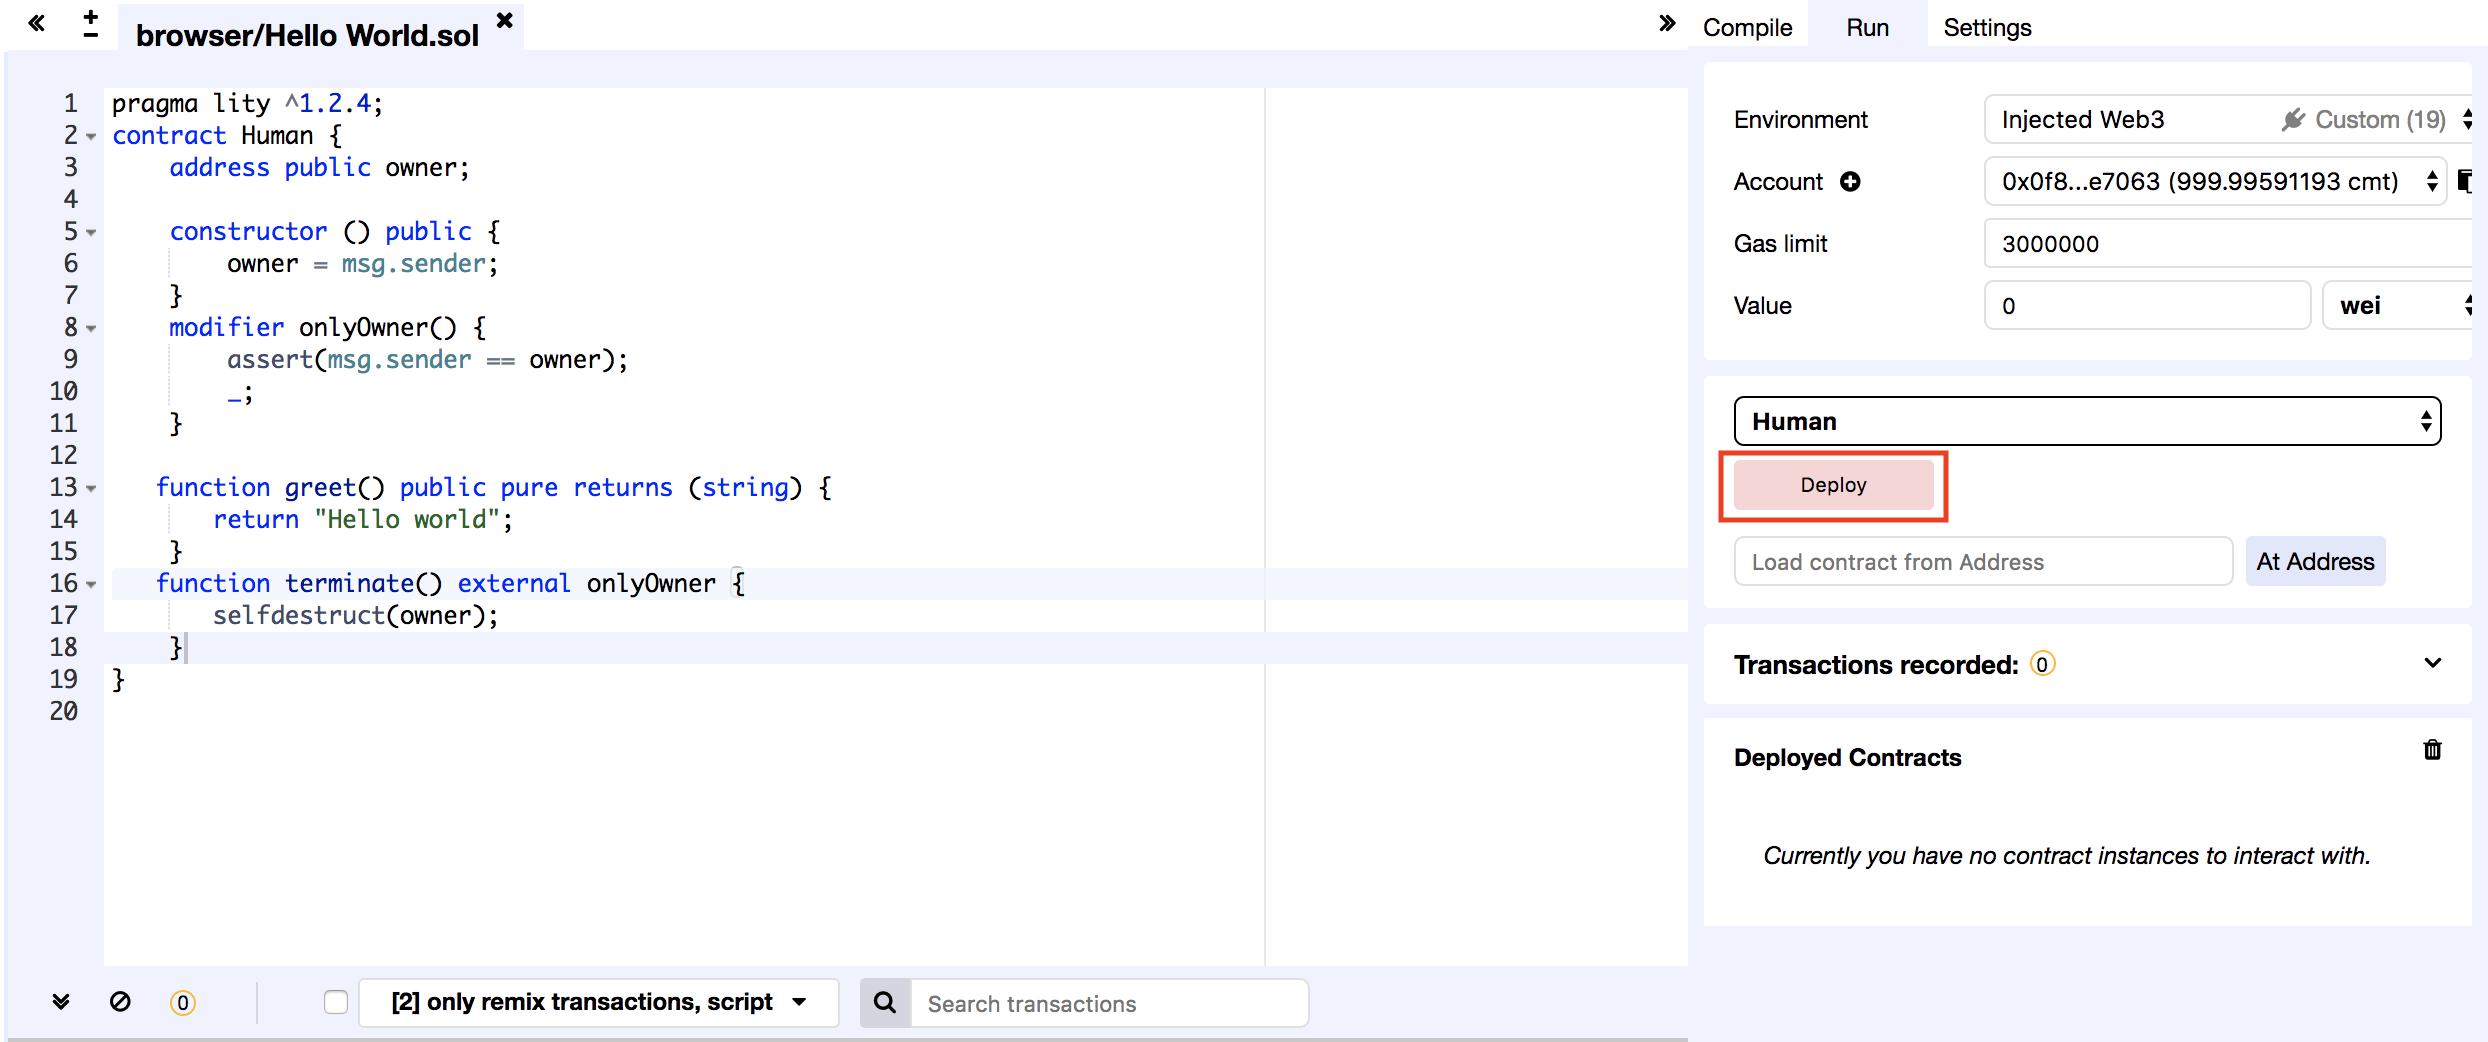 browser/Hello World.sol
1 pragma lity ^1.2.4;
2 contract Human {
3 address public owner;
4
5 constructor () public {
6 owner = msg.sender;
7 }
8 modifier onlyOwner() {
9 assert(msg.sender == owner);
10 _;
11 }
12
13 function greet() public pure returns (string) {
14 return "Hello world";
15 }
16 function terminate() external onlyOwner {
17 selfdestruct(owner);
18 }
19 }
20
0 [2] only remix transactions, script Search transactions
Compile Run Settings
Environment Injected Web3 Custom (19)
Account 0x0f8...e7063 (999.99591193 cmt)
Gas limit 3000000
Value 0 wei
Human
Deploy
Load contract from Address At Address
Transactions recorded: 0
Deployed Contracts
Currently you have no contract instances to interact with.